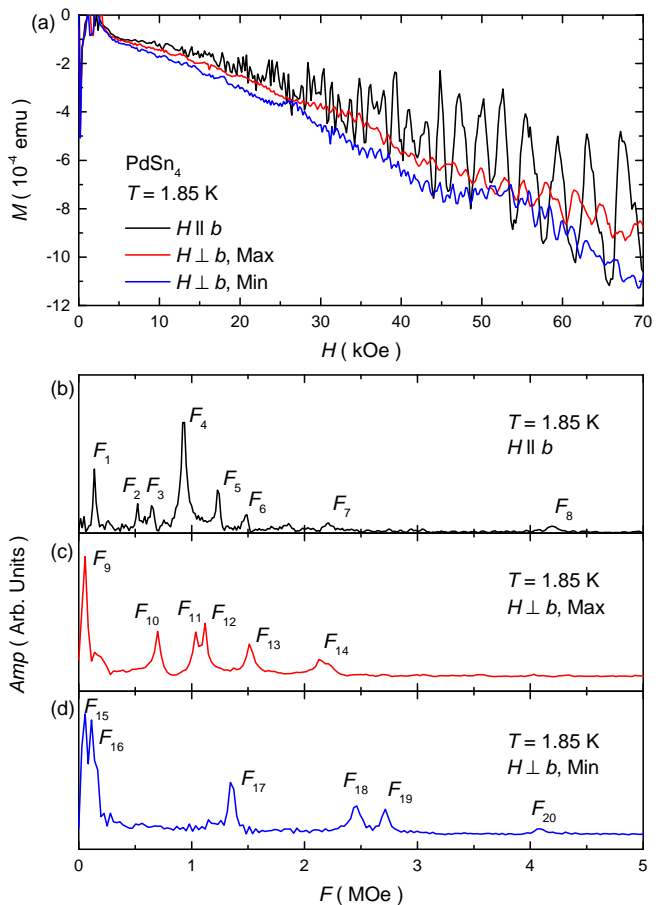 (a)
0
-2
-4
-6
-8
-10
-12
M ( 10⁻⁴ emu )
PdSn₄
T = 1.85 K
H || b
H ⊥ b, Max
H ⊥ b, Min
0 10 20 30 40 50 60 70
H ( kOe )
(b)
T = 1.85 K
H || b
F₁
F₂
F₃
F₄
F₅
F₆
F₇
F₈
(c)
T = 1.85 K
H ⊥ b, Max
F₉
F₁₀
F₁₁
F₁₂
F₁₃
F₁₄
Amp ( Arb. Units )
(d)
T = 1.85 K
H ⊥ b, Min
F₁₅
F₁₆
F₁₇
F₁₈
F₁₉
F₂₀
0 1 2 3 4 5
F ( MOe )